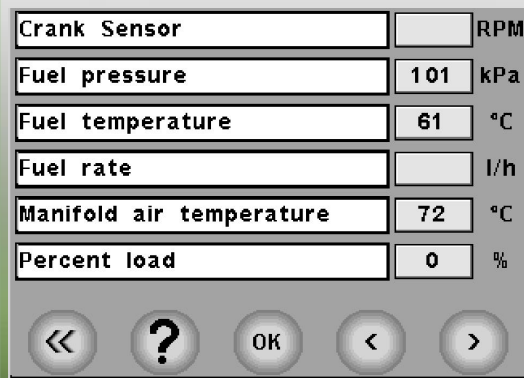 Crank Sensor RPM
Fuel pressure 101 kPa
Fuel temperature 61 °C
Fuel rate l/h
Manifold air temperature 72 °C
Percent load 0 %
« ? OK < >